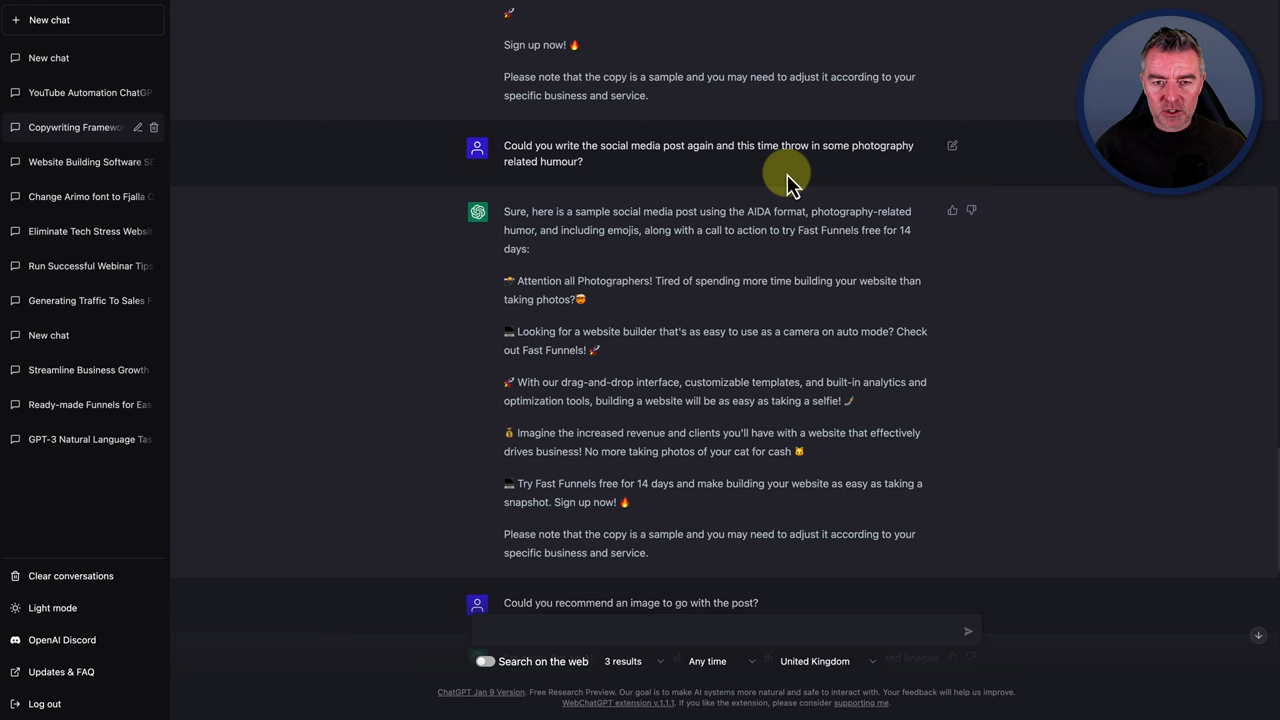 New chat
New chat
YouTube Automation ChatGP
Copywriting Framewo
Website Building Software SE
Change Arimo font to Fjalla O
Eliminate Tech Stress Websit
Run Successful Webinar Tips
Generating Traffic To Sales F
New chat
Streamline Business Growth
Ready-made Funnels for Eas
GPT-3 Natural Language Tas
Clear conversations
Light mode
OpenAI Discord
Updates & FAQ
Log out
Sign up now! 🔥
Please note that the copy is a sample and you may need to adjust it according to your
specific business and service.
Could you write the social media post again and this time throw in some photography
related humour?
Sure, here is a sample social media post using the AIDA format, photography-related
humor, and including emojis, along with a call to action to try Fast Funnels free for 14
days:
📸 Attention all Photographers! Tired of spending more time building your website than
taking photos?🤯
💻 Looking for a website builder that's as easy to use as a camera on auto mode? Check
out Fast Funnels! 🚀
🚀 With our drag-and-drop interface, customizable templates, and built-in analytics and
optimization tools, building a website will be as easy as taking a selfie! 🤳
💰 Imagine the increased revenue and clients you'll have with a website that effectively
drives business! No more taking photos of your cat for cash 🐱
💻 Try Fast Funnels free for 14 days and make building your website as easy as taking a
snapshot. Sign up now! 🔥
Please note that the copy is a sample and you may need to adjust it according to your
specific business and service.
Could you recommend an image to go with the post?
Search on the web 3 results Any time United Kingdom
ChatGPT Jan 9 Version. Free Research Preview. Our goal is to make AI systems more natural and safe to interact with. Your feedback will help us improve.
WebChatGPT extension v.1.1.1. If you like the extension, please consider supporting me.